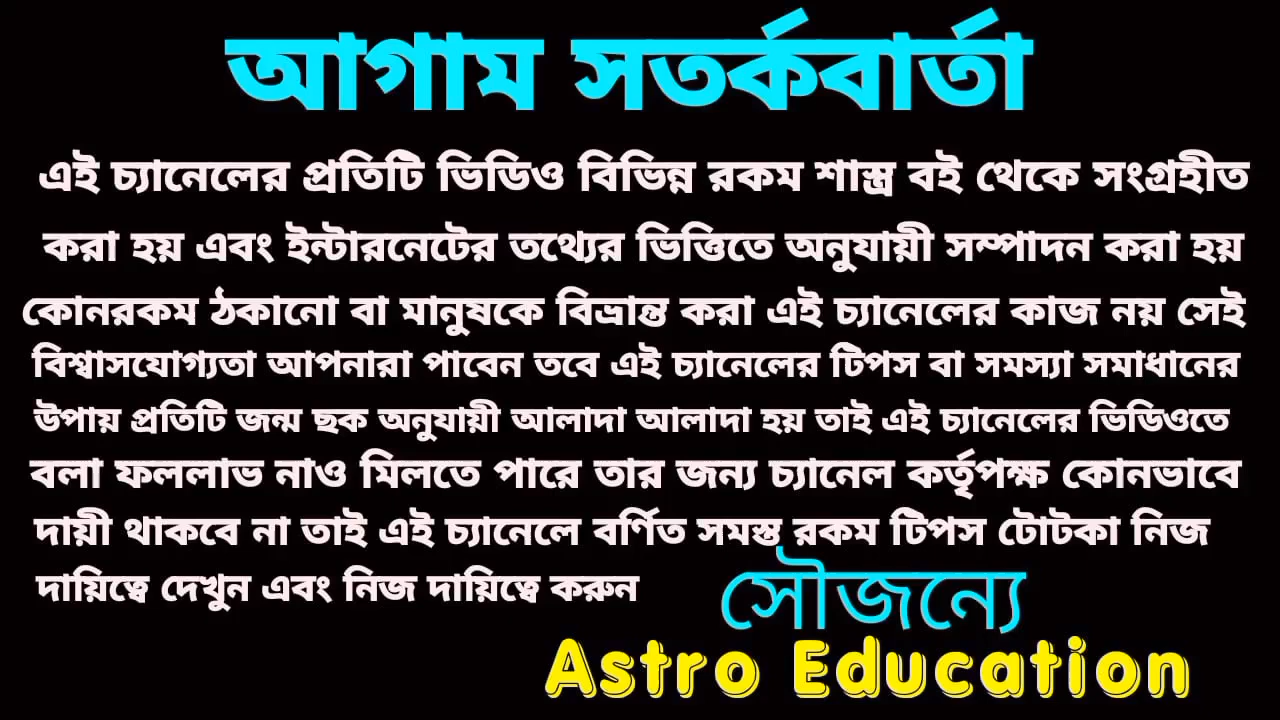 আগাম সতর্কবার্তা
এই চ্যানেলের প্রতিটি ভিডিও বিভিন্ন রকম শাস্ত্র বই থেকে সংগ্রহীত
করা হয় এবং ইন্টারনেটের তথ্যের ভিত্তিতে অনুযায়ী সম্পাদন করা হয়
কোনরকম ঠকানো বা মানুষকে বিভ্রান্ত করা এই চ্যানেলের কাজ নয় সেই
বিশ্বাসযোগ্যতা আপনারা পাবেন তবে এই চ্যানেলের টিপস বা সমস্যা সমাধানের
উপায় প্রতিটি জন্ম ছক অনুযায়ী আলাদা আলাদা হয় তাই এই চ্যানেলের ভিডিওতে
বলা ফললাভ নাও মিলতে পারে তার জন্য চ্যানেল কর্তৃপক্ষ কোনভাবে
দায়ী থাকবে না তাই এই চ্যানেলে বর্ণিত সমস্ত রকম টিপস টোটকা নিজ
দায়িত্বে দেখুন এবং নিজ দায়িত্বে করুন
সৌজন্যে
Astro Education